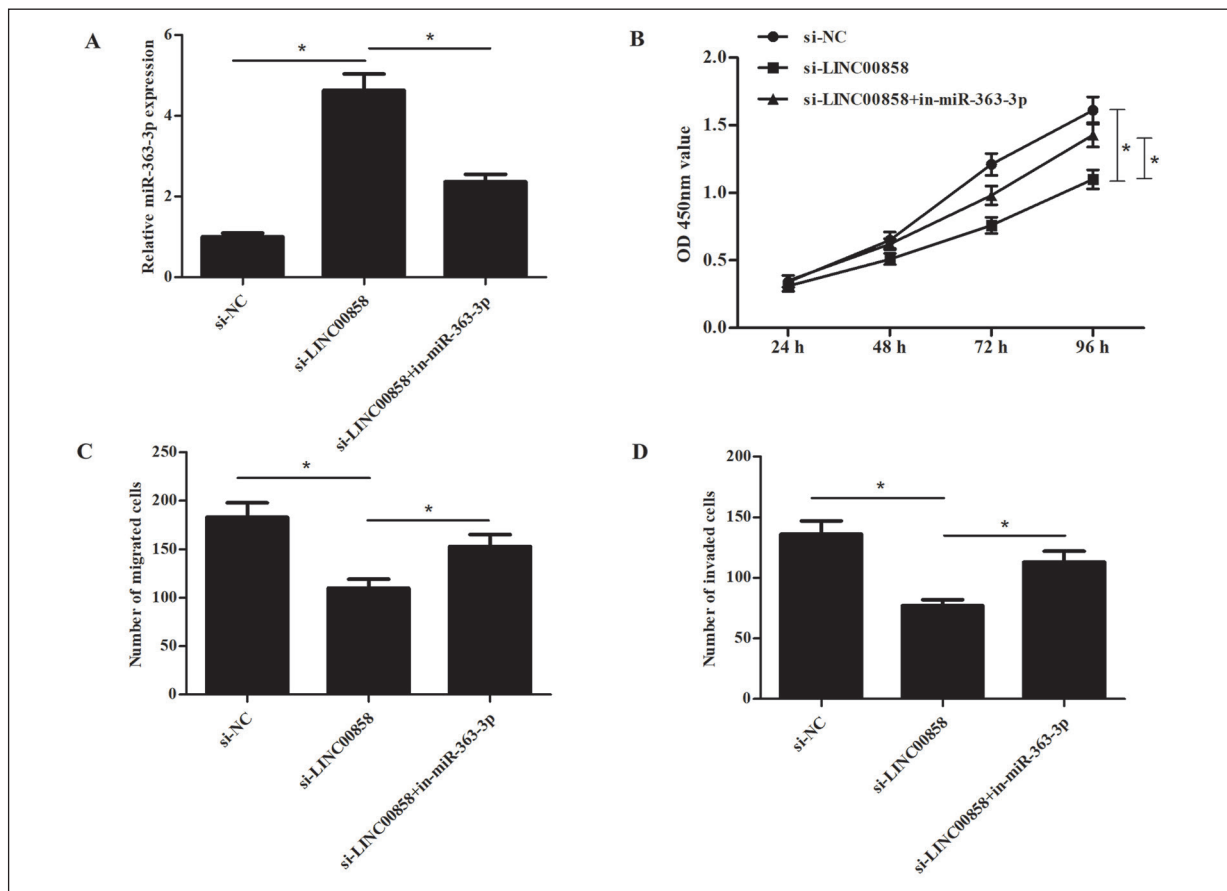 A
Relative miR-363-3p expression
6
4
2
0
*
*
si-NC
si-LINC00858
si-LINC00858+in-miR-363-3p
B
si-NC
si-LINC00858
si-LINC00858+in-miR-363-3p
OD 450nm value
2.0
1.5
1.0
0.5
0.0
24 h
48 h
72 h
96 h
*
*
C
Number of migrated cells
250
200
150
100
50
0
*
*
si-NC
si-LINC00858
si-LINC00858+in-miR-363-3p
D
Number of invaded cells
200
150
100
50
0
*
*
si-NC
si-LINC00858
si-LINC00858+in-miR-363-3p